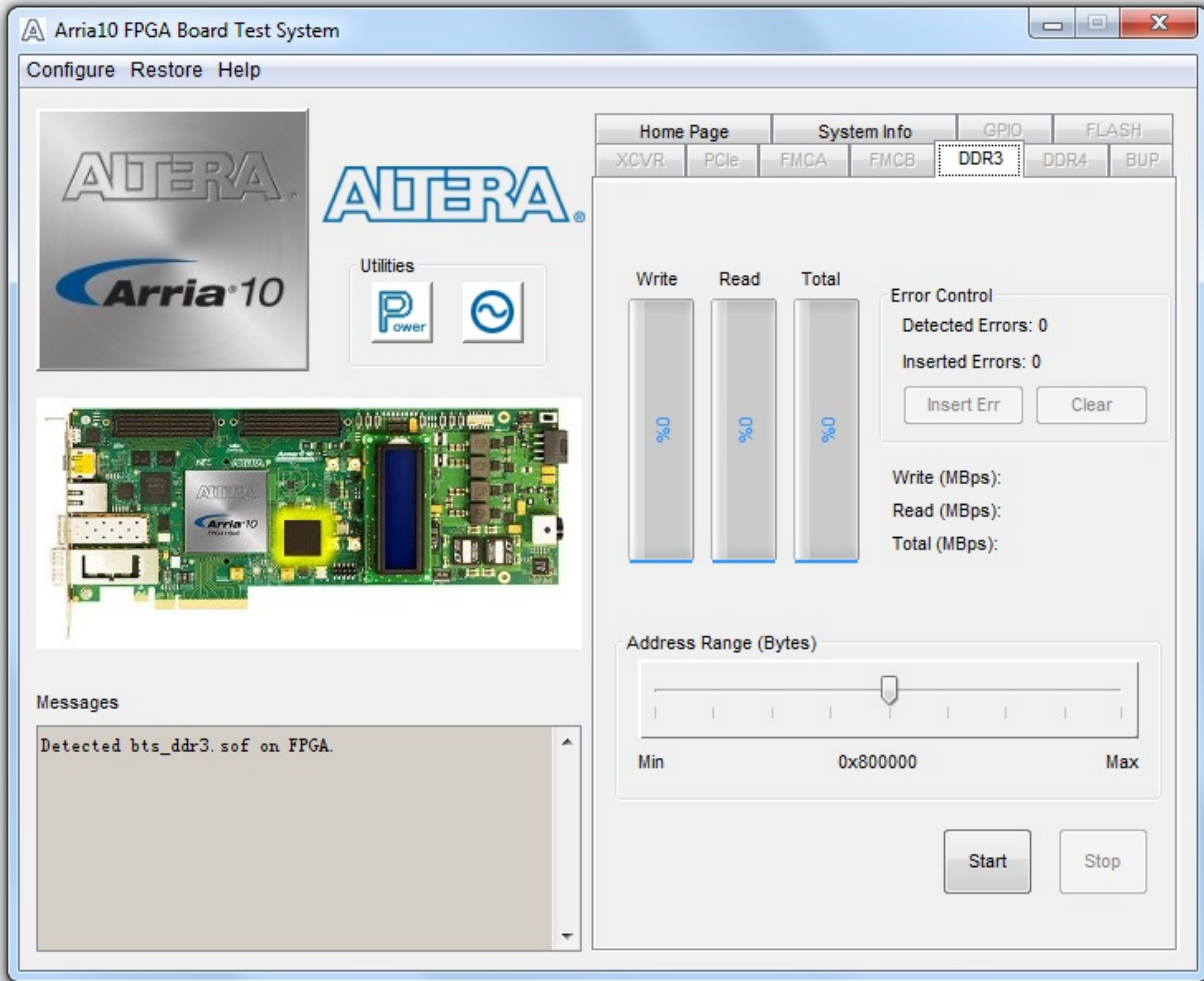 Arria10 FPGA Board Test System
Configure Restore Help
ALTERA.
Arria® 10
ALTERA®
Utilities
Power
ALTERA
Arria® 10
Messages
Detected bts_ddr3.sof on FPGA.
Home Page System Info GPIO FLASH
XCVR PCIe FMCA FMCB DDR3 DDR4 BUP
Write Read Total
0% 0% 0%
Error Control
Detected Errors: 0
Inserted Errors: 0
Insert Err Clear
Write (MBps):
Read (MBps):
Total (MBps):
Address Range (Bytes)
Min 0x800000 Max
Start Stop